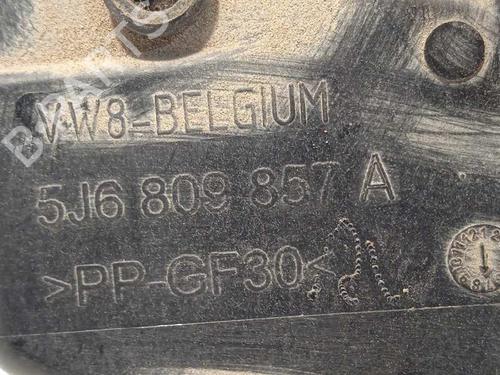 VW8-BELGIUM
5J6 809 857 A
>PP-GF30<